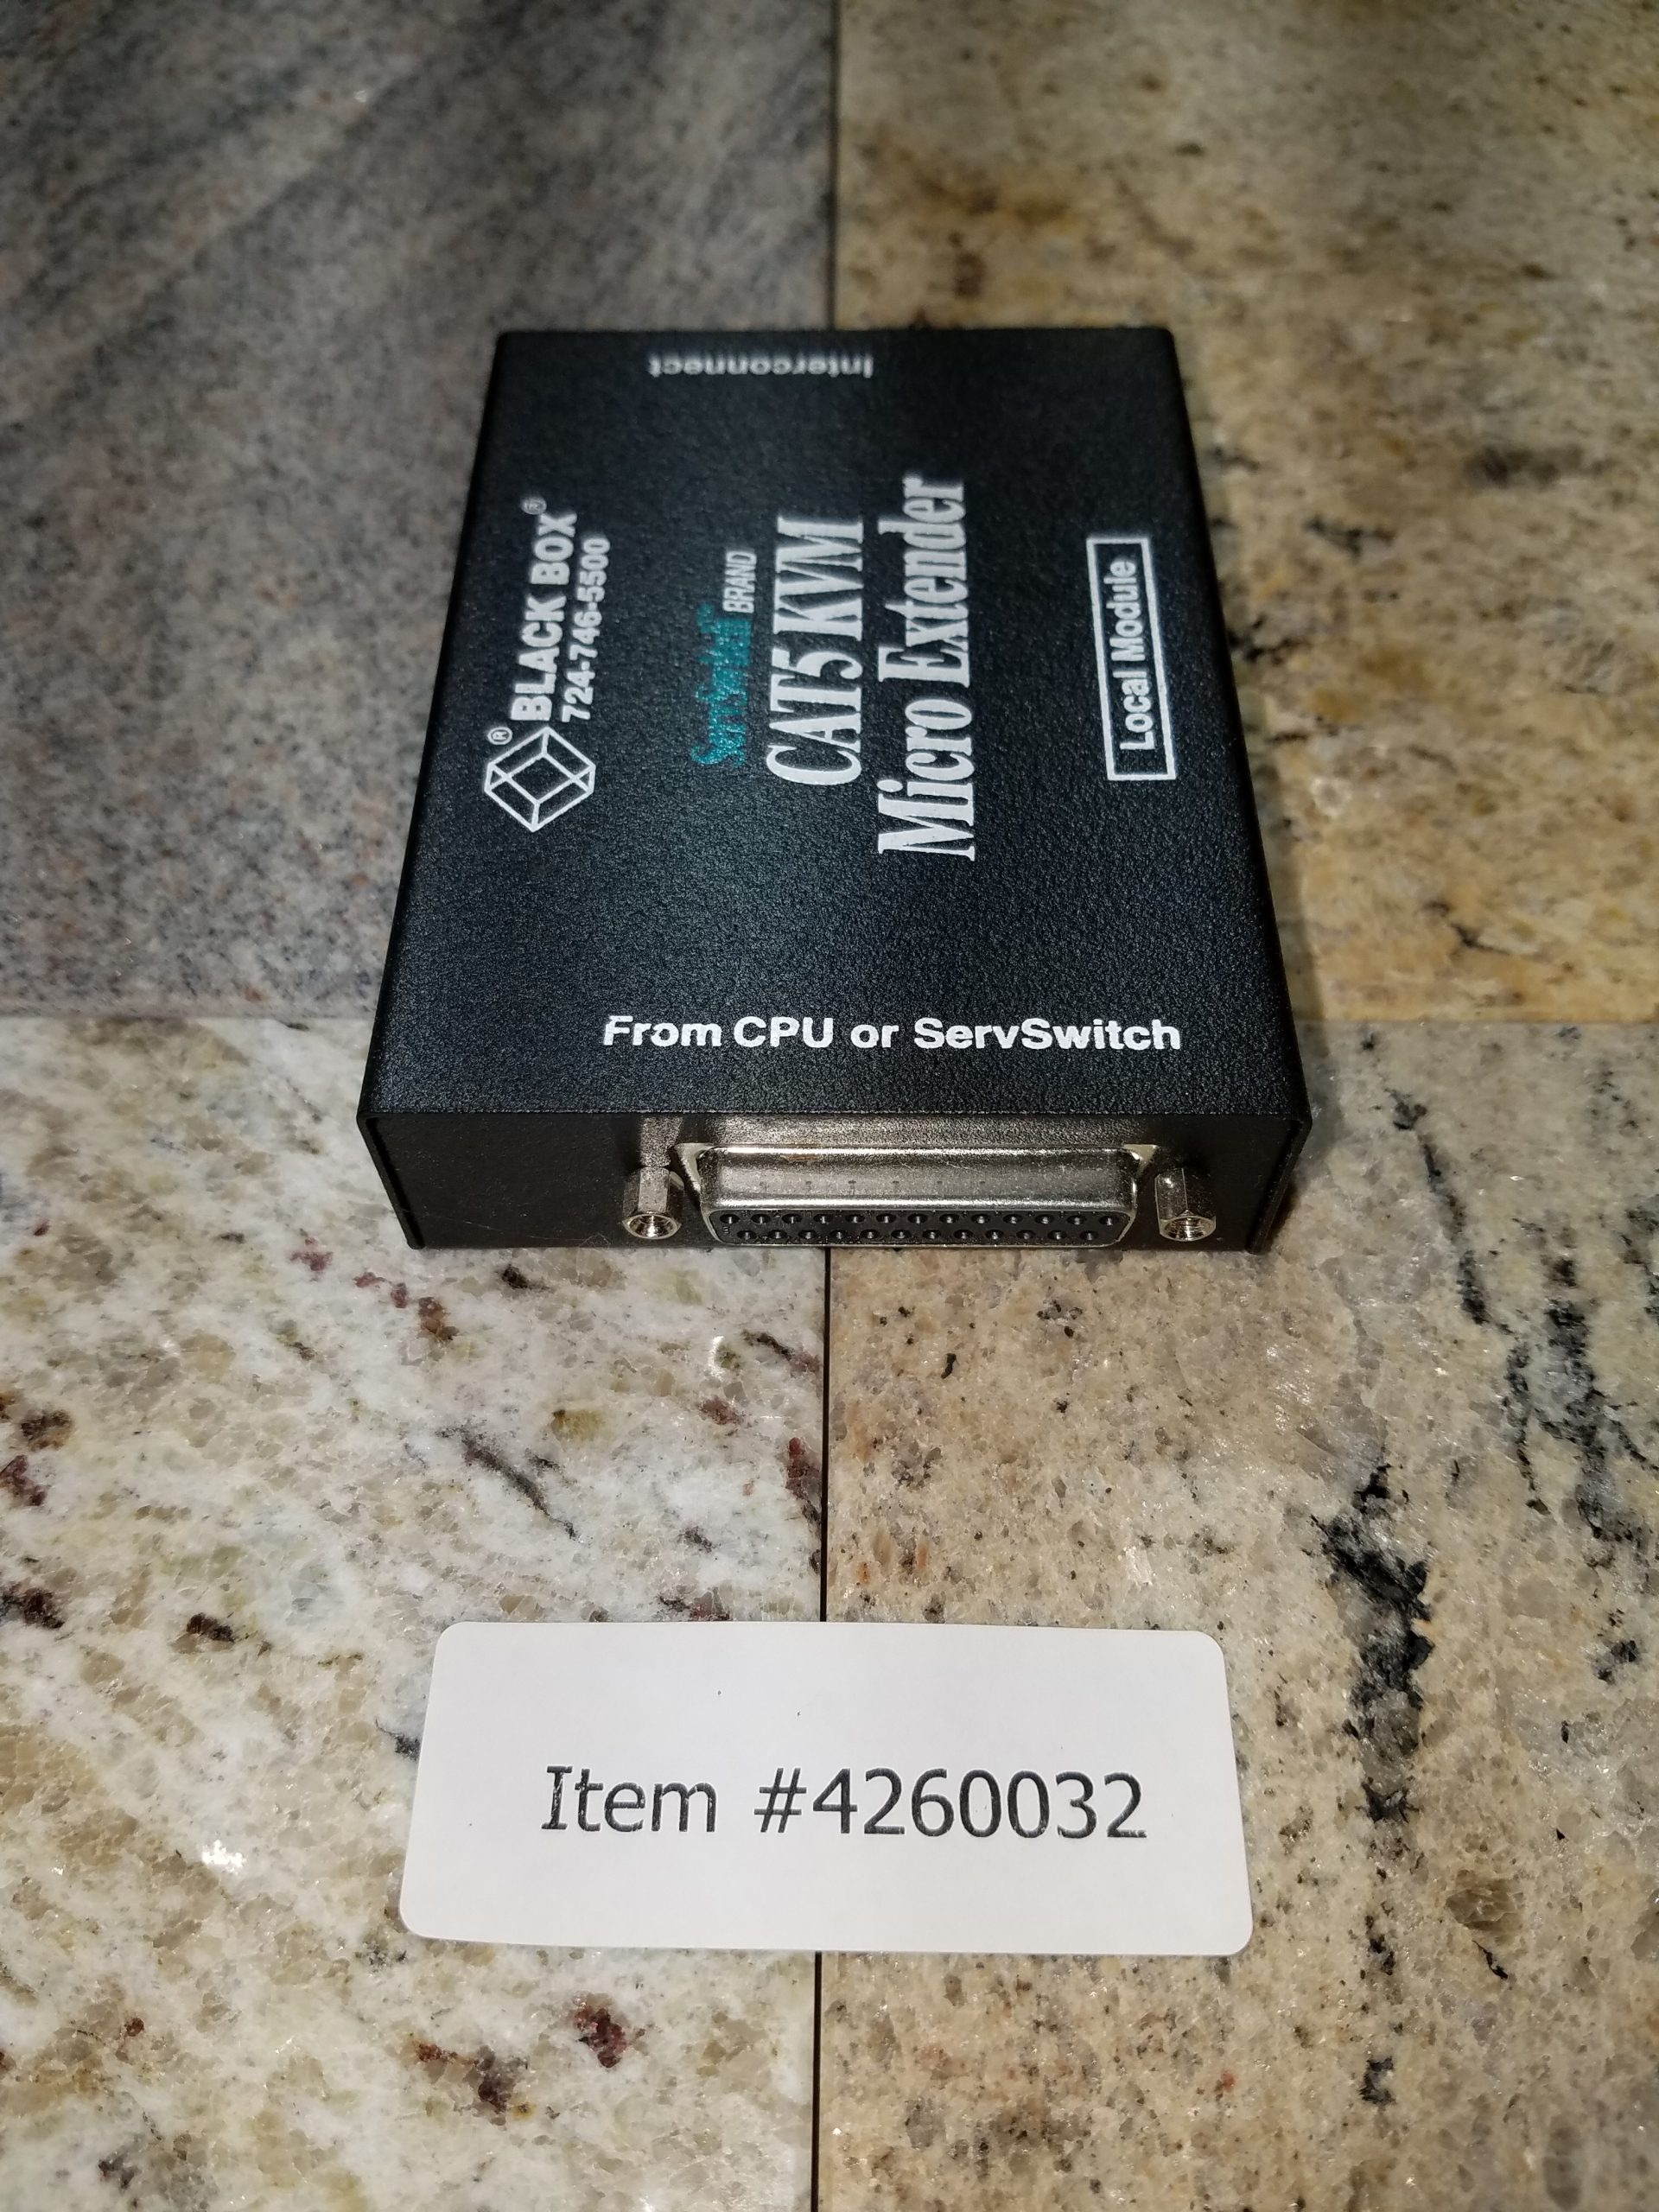 Interconnect
® BLACK BOX®
724-746-5500
ServSwitch™ BRAND
CAT5 KVM
Micro Extender
Local Module
From CPU or ServSwitch
Item #4260032